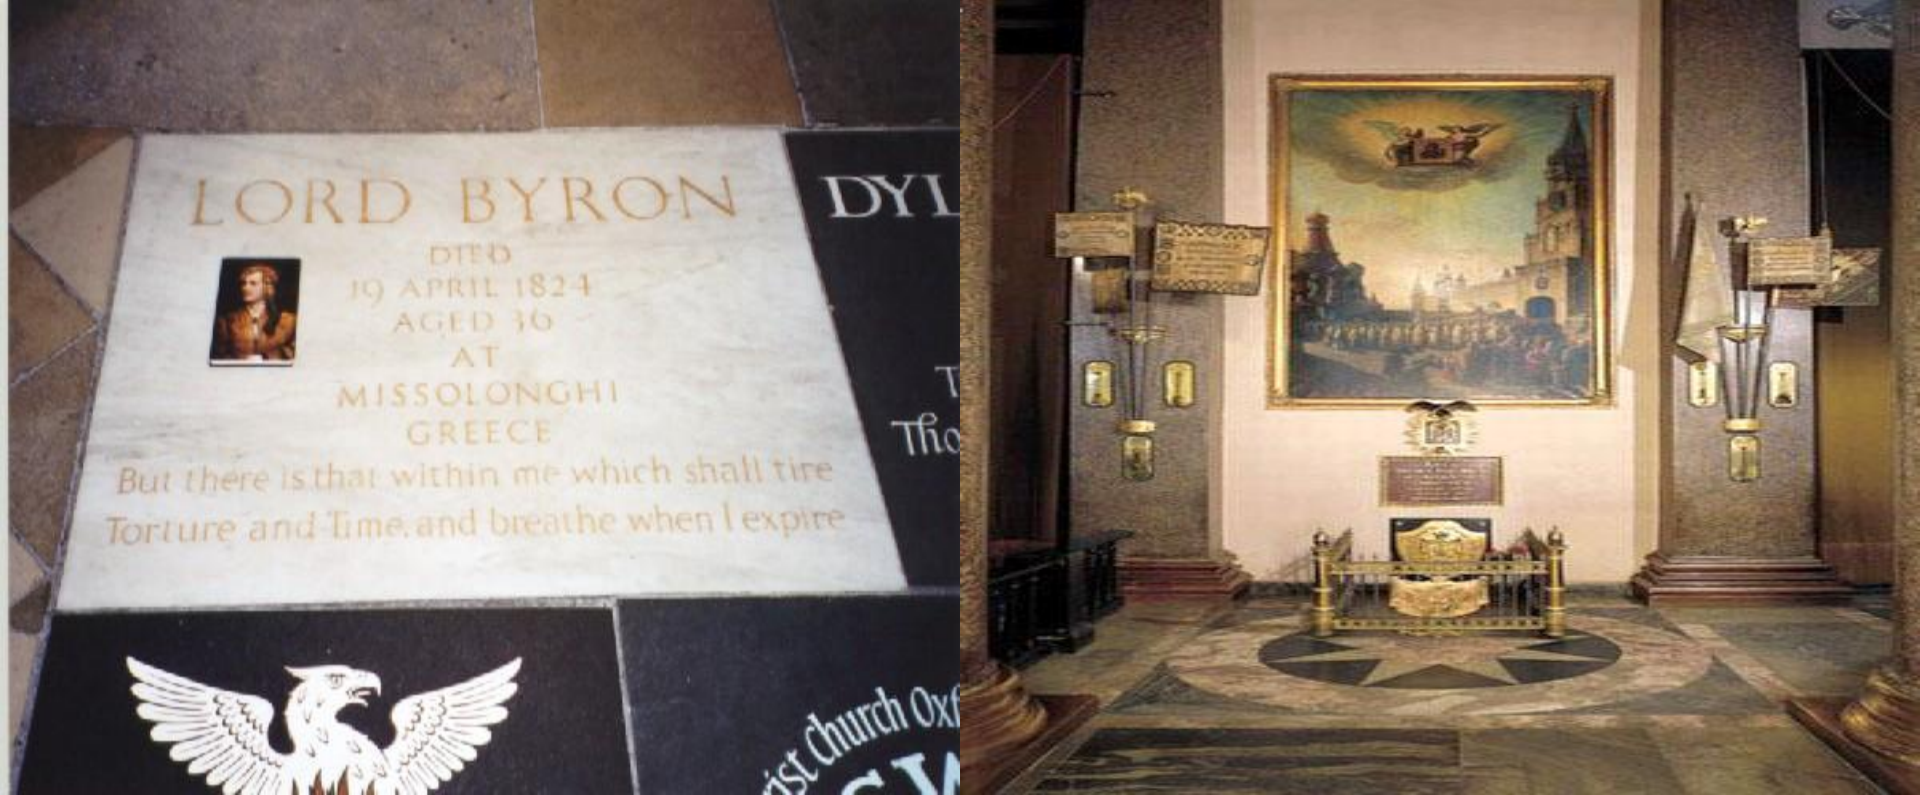 LORD BYRON
DIED
19 APRIL 1824
AGED 36
AT
MISSOLONGHI
GREECE
But there is that within me which shall tire
Torture and Time, and breathe when I expire
DYL
T
Tho
rist Church Oxf